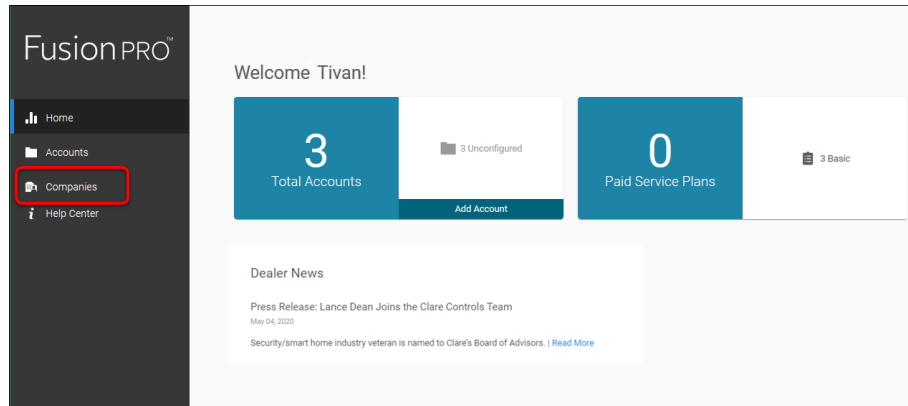 FusionPRO™
Home
Accounts
Companies
Help Center
Welcome Tivan!
3
Total Accounts
3 Unconfigured
Add Account
0
Paid Service Plans
3 Basic
Dealer News
Press Release: Lance Dean Joins the Clare Controls Team
May 04, 2020
Security/smart home industry veteran is named to Clare's Board of Advisors. | Read More